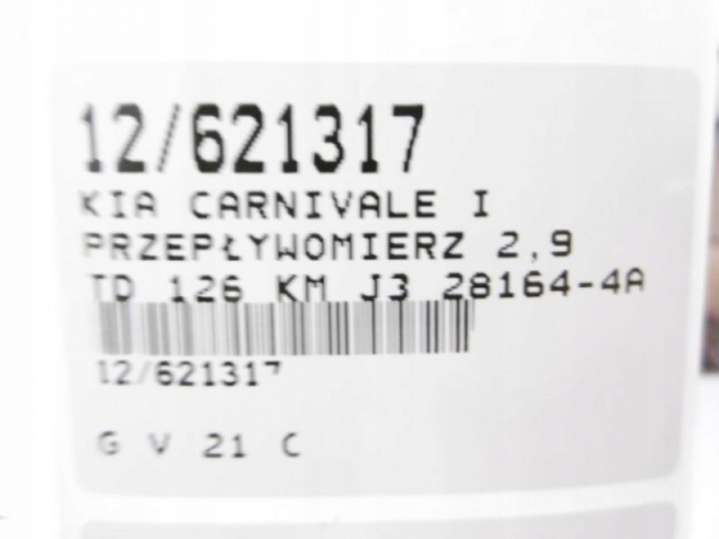 12/621317
KIA CARNIVALE I
PRZEPŁYWOMIERZ 2,9
TD 126 KM J3 28164-4A
12/621317
G V 21 C